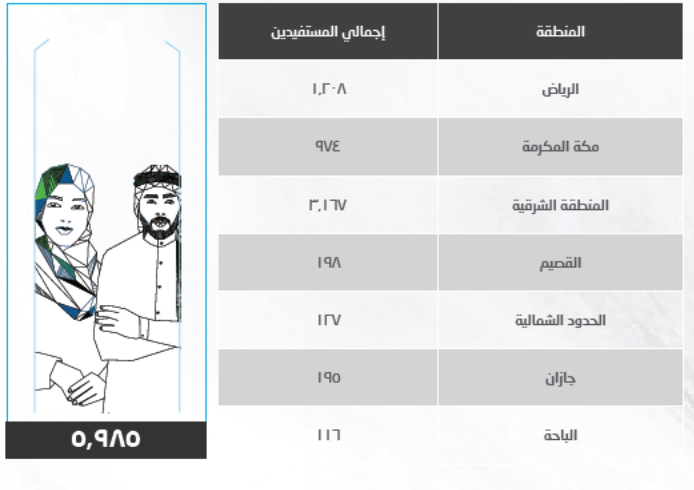 المنطقة إجمالي المستفيدين
الرياض ١,٢٠٨
مكة المكرمة ٩٧٤
المنطقة الشرقية ٣,١٦٧
القصيم ١٩٨
الحدود الشمالية ١٢٧
جازان ١٩٥
الباحة ١١٦
٥,٩٨٥